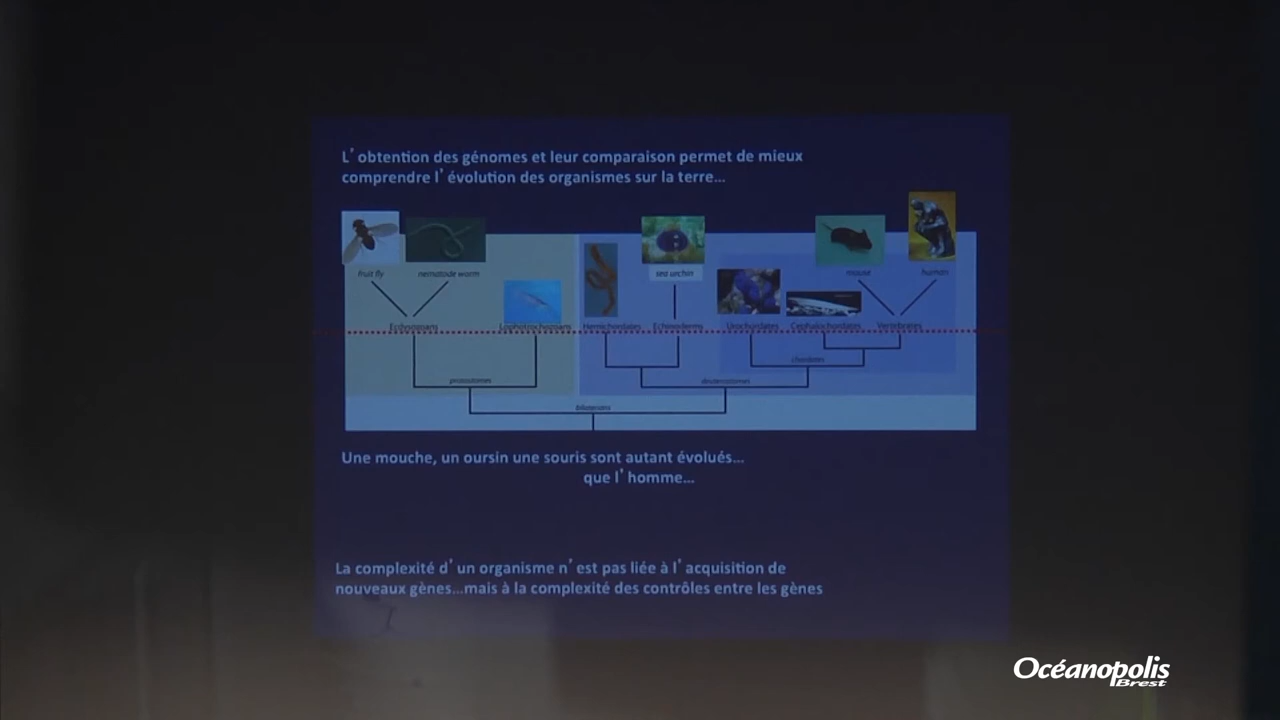 L' obtention des génomes et leur comparaison permet de mieux
comprendre l' évolution des organismes sur la terre...
fruit fly
nematode worm
sea urchin
mouse
human
Ecdysozoans
Lophotrochozoans
Hemichordates
Echinoderms
Urochordates
Cephalochordates
Vertebrates
chordates
protostomes
deuterostomes
bilaterians
Une mouche, un oursin une souris sont autant évolués...
que l' homme...
La complexité d' un organisme n' est pas liée à l' acquisition de
nouveaux gènes...mais à la complexité des contrôles entre les gènes
Océanopolis
Brest